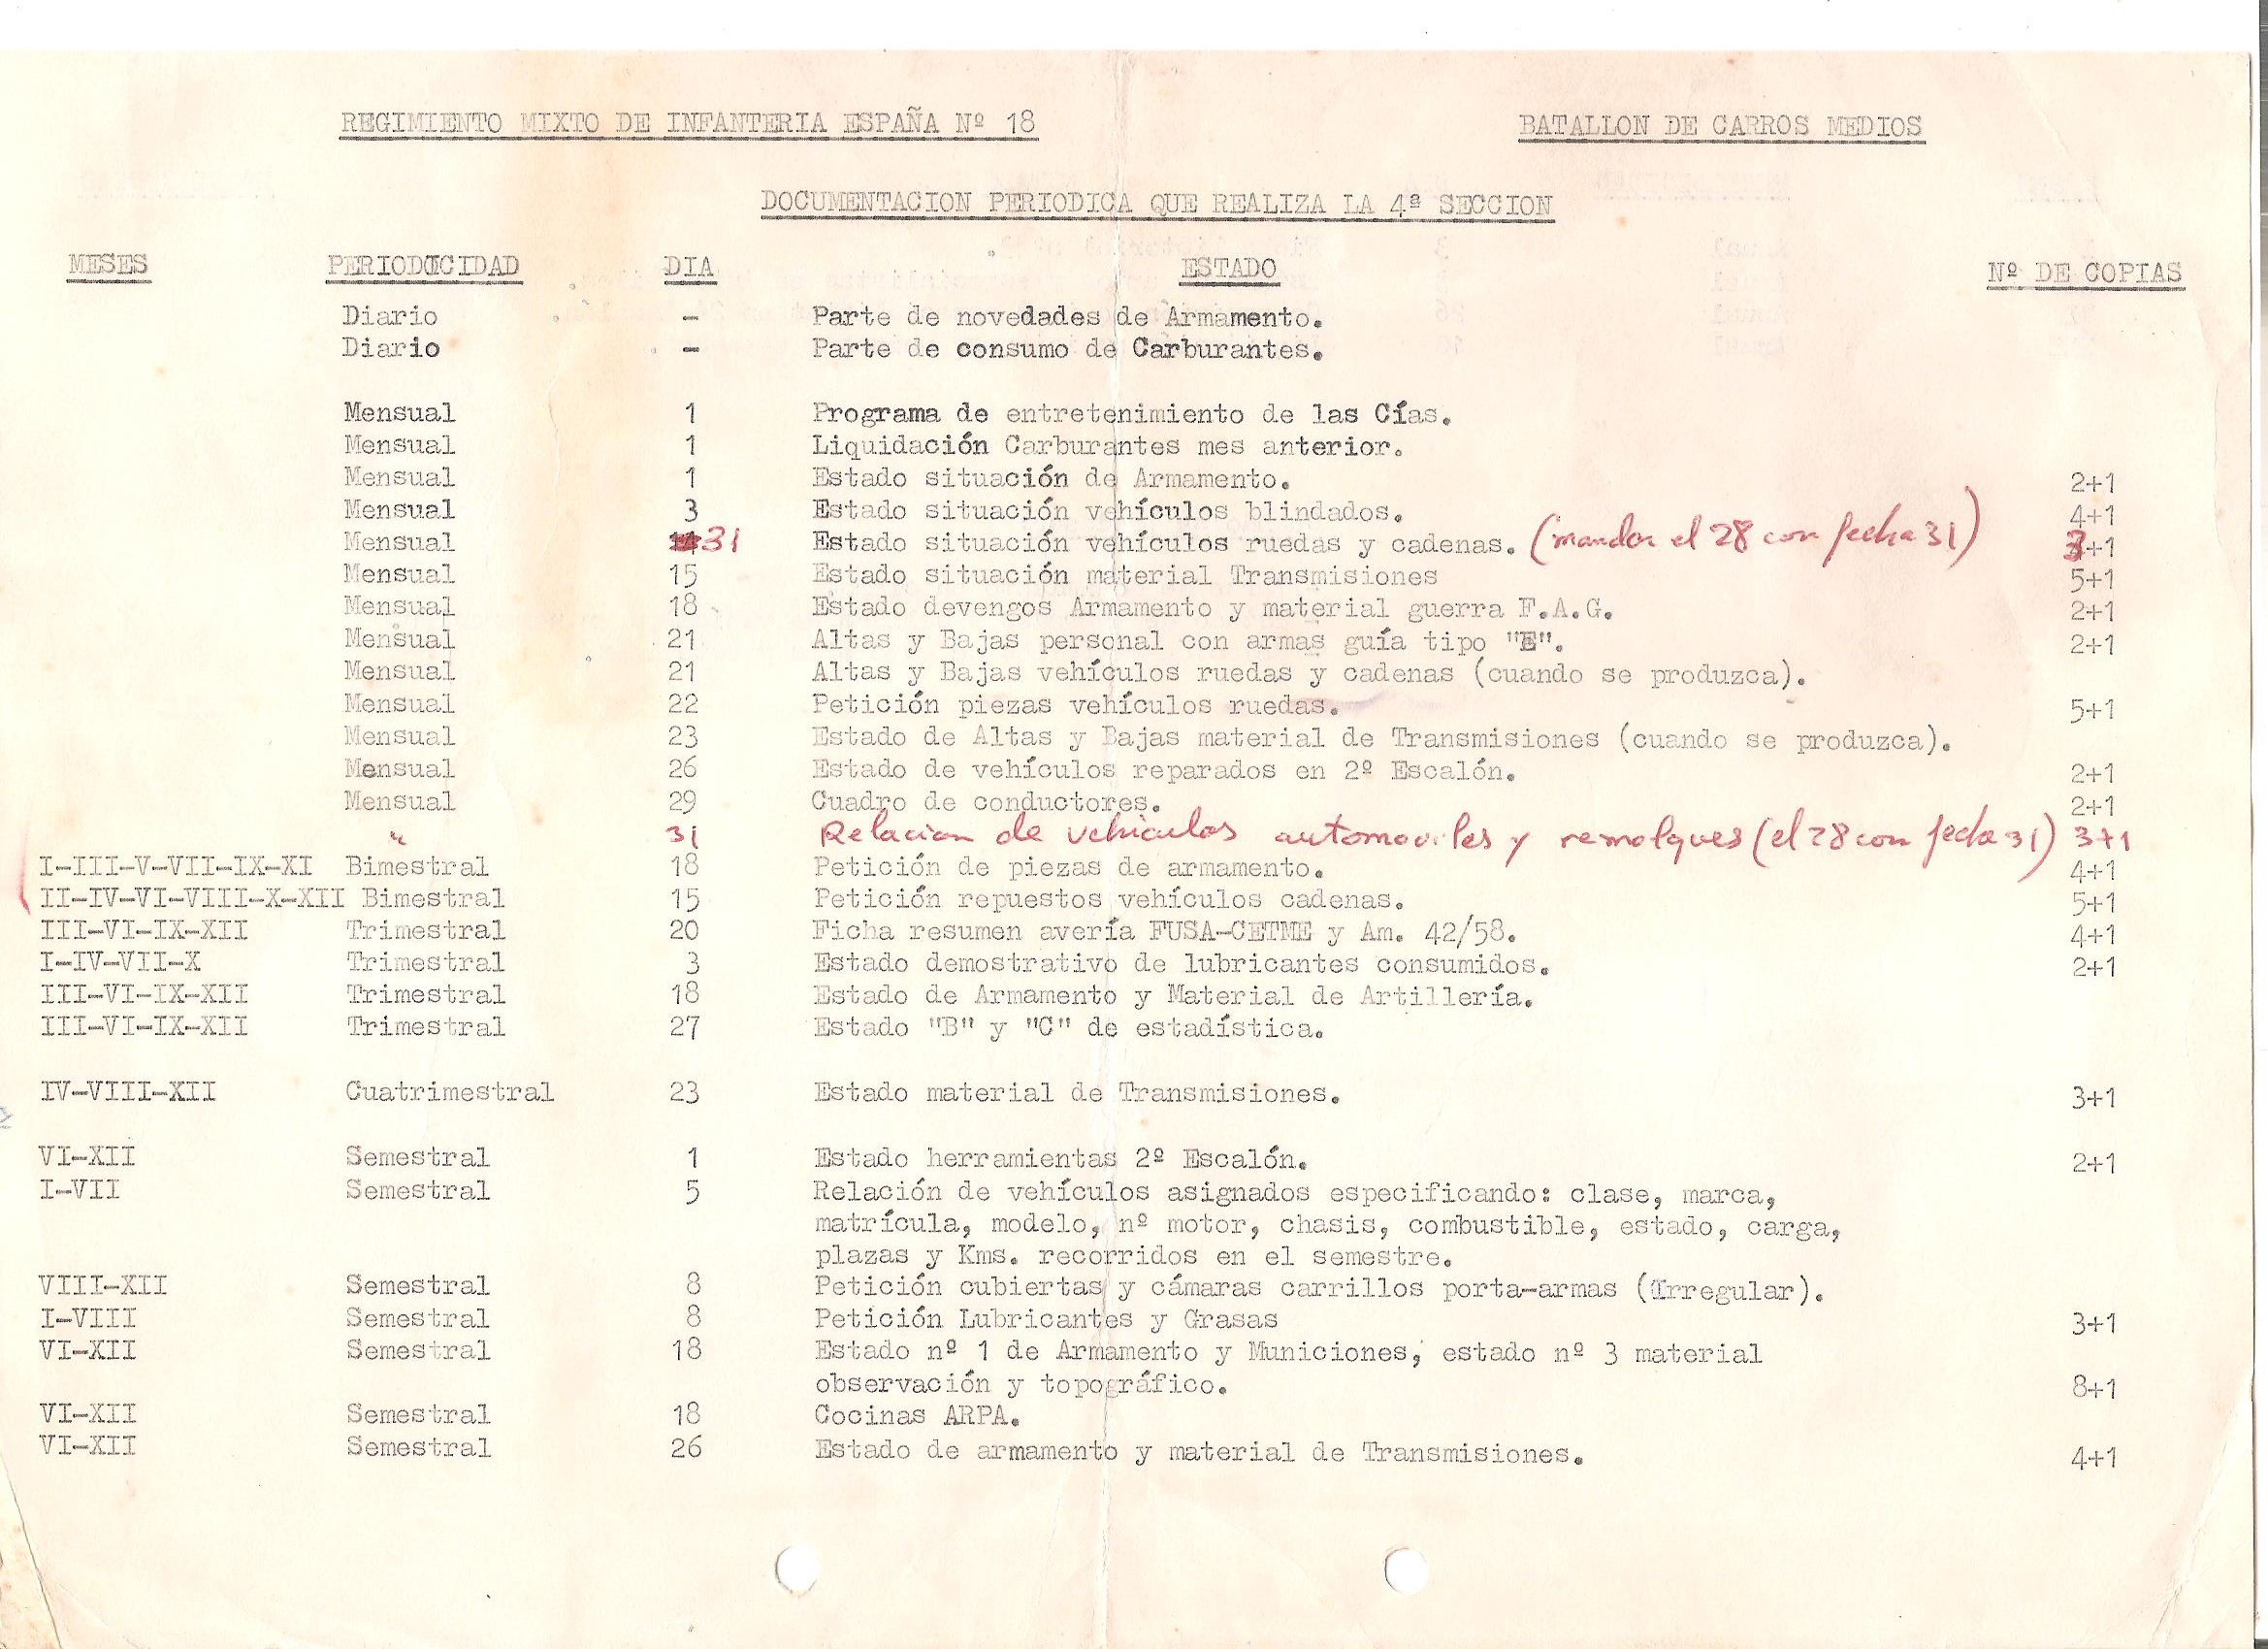 REGIMIENTO MIXTO DE INFANTERIA ESPAÑA Nº 18 BATALLON DE CARROS MEDIOS
DOCUMENTACION PERIODICA QUE REALIZA LA 4ª SECCION
MESES PERIODICIDAD DIA ESTADO Nº DE COPIAS
Diario - Parte de novedades de Armamento.
Diario - Parte de consumo de Carburantes.
Mensual 1 Programa de entretenimiento de las Cías.
Mensual 1 Liquidación Carburantes mes anterior.
Mensual 1 Estado situación de Armamento. 2+1
Mensual 3 Estado situación vehículos blindados. 4+1
Mensual 31 Estado situación vehículos ruedas y cadenas. (mandar el 28 con fecha 31) 3+1
Mensual 15 Estado situación material Transmisiones 5+1
Mensual 18 Estado devengos Armamento y material guerra F.A.G. 2+1
Mensual 21 Altas y Bajas personal con armas guía tipo "E". 2+1
Mensual 21 Altas y Bajas vehículos ruedas y cadenas (cuando se produzca).
Mensual 22 Petición piezas vehículos ruedas. 5+1
Mensual 23 Estado de Altas y Bajas material de Transmisiones (cuando se produzca).
Mensual 26 Estado de vehículos reparados en 2º Escalón. 2+1
Mensual 29 Cuadro de conductores. 2+1
" 31 Relacion de vehiculos automoviles y remolques (el 28 con fecha 31) 3+1
I-III-V-VII-IX-XI Bimestral 18 Petición de piezas de armamento. 4+1
II-IV-VI-VIII-X-XII Bimestral 15 Petición repuestos vehículos cadenas. 5+1
III-VI-IX-XII Trimestral 20 Ficha resumen avería FUSA-CETME y Am. 42/58. 4+1
I-IV-VII-X Trimestral 3 Estado demostrativo de lubricantes consumidos. 2+1
III-VI-IX-XII Trimestral 18 Estado de Armamento y Material de Artillería.
III-VI-IX-XII Trimestral 27 Estado "B" y "C" de estadística.
IV-VIII-XII Cuatrimestral 23 Estado material de Transmisiones. 3+1
VI-XII Semestral 1 Estado herramientas 2º Escalón. 2+1
I-VII Semestral 5 Relación de vehículos asignados especificando: clase, marca,
matrícula, modelo, nº motor, chasis, combustible, estado, carga,
plazas y Kms. recorridos en el semestre.
VIII-XII Semestral 8 Petición cubiertas y cámaras carrillos porta-armas (Irregular).
I-VIII Semestral 8 Petición Lubricantes y Grasas 3+1
VI-XII Semestral 18 Estado nº 1 de Armamento y Municiones, estado nº 3 material
observación y topográfico. 8+1
VI-XII Semestral 18 Cocinas ARPA.
VI-XII Semestral 26 Estado de armamento y material de Transmisiones. 4+1